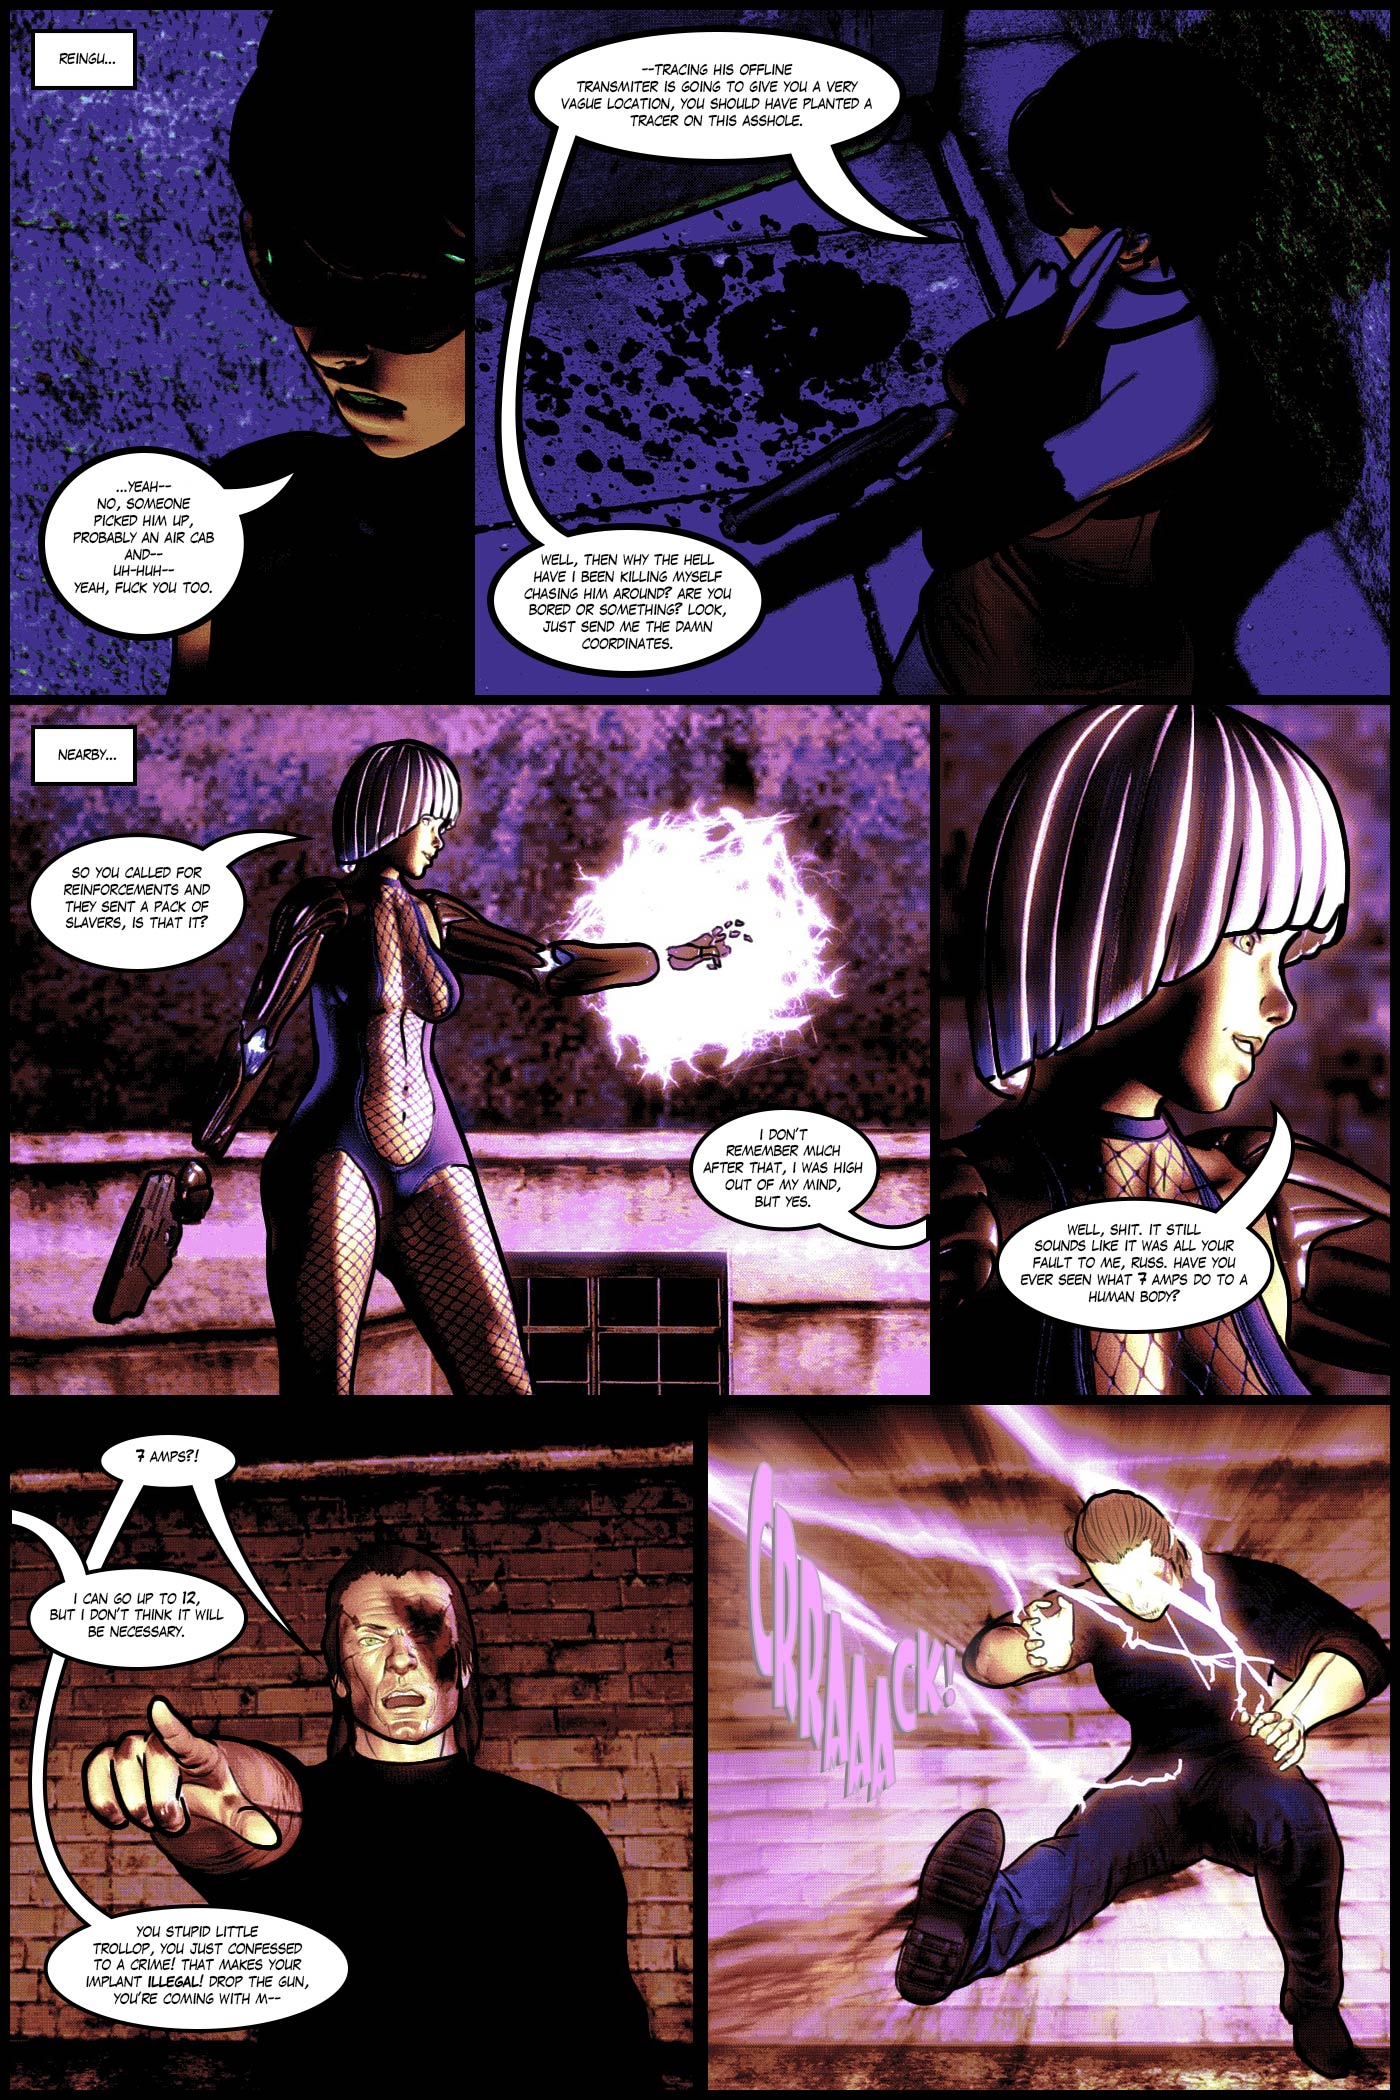 REINGU...
...YEAH--
NO, SOMEONE
PICKED HIM UP,
PROBABLY AN AIR CAB
AND--
UH-HUH--
YEAH, FUCK YOU TOO.
--TRACING HIS OFFLINE
TRANSMITER IS GOING TO GIVE YOU A VERY
VAGUE LOCATION, YOU SHOULD HAVE PLANTED A
TRACER ON THIS ASSHOLE.
WELL, THEN WHY THE HELL
HAVE I BEEN KILLING MYSELF
CHASING HIM AROUND? ARE YOU
BORED OR SOMETHING? LOOK,
JUST SEND ME THE DAMN
COORDINATES.
NEARBY...
SO YOU CALLED FOR
REINFORCEMENTS AND
THEY SENT A PACK OF
SLAVERS, IS THAT IT?
I DON'T
REMEMBER MUCH
AFTER THAT, I WAS HIGH
OUT OF MY MIND,
BUT YES.
WELL, SHIT. IT STILL
SOUNDS LIKE IT WAS ALL YOUR
FAULT TO ME, RUSS. HAVE YOU
EVER SEEN WHAT 7 AMPS DO TO A
HUMAN BODY?
7 AMPS?!
I CAN GO UP TO 12,
BUT I DON'T THINK IT WILL
BE NECESSARY.
YOU STUPID LITTLE
TROLLOP, YOU JUST CONFESSED
TO A CRIME! THAT MAKES YOUR
IMPLANT ILLEGAL! DROP THE GUN,
YOU'RE COMING WITH M--
CRRRAAACK!